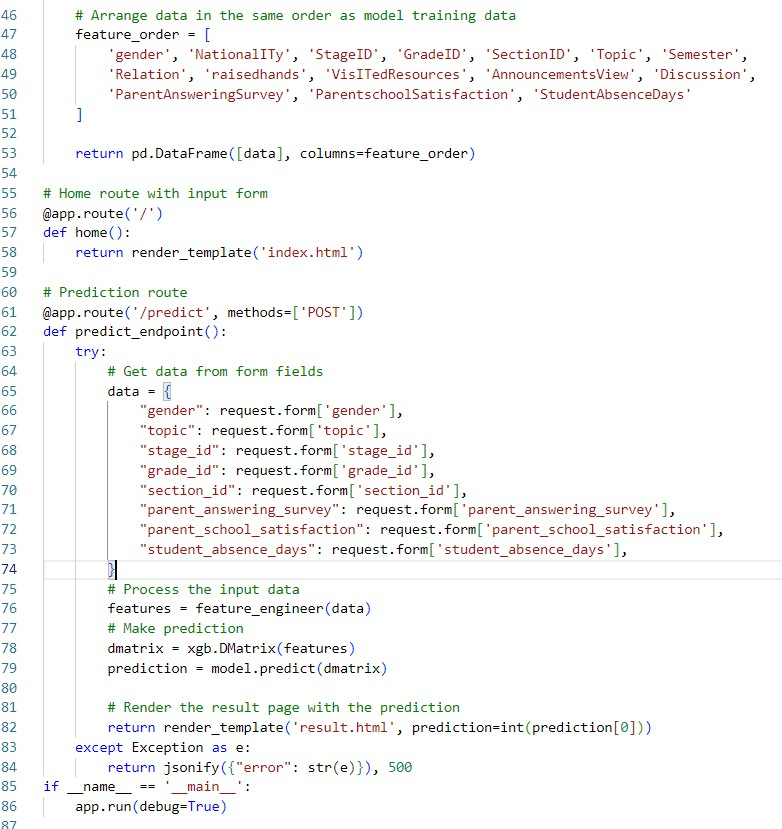 46 # Arrange data in the same order as model training data
47 feature_order = [
48 'gender', 'NationalITy', 'StageID', 'GradeID', 'SectionID', 'Topic', 'Semester',
49 'Relation', 'raisedhands', 'VisITedResources', 'AnnouncementsView', 'Discussion',
50 'ParentAnsweringSurvey', 'ParentschoolSatisfaction', 'StudentAbsenceDays'
51 ]
52
53 return pd.DataFrame([data], columns=feature_order)
54
55 # Home route with input form
56 @app.route('/')
57 def home():
58 return render_template('index.html')
59
60 # Prediction route
61 @app.route('/predict', methods=['POST'])
62 def predict_endpoint():
63 try:
64 # Get data from form fields
65 data = {
66 "gender": request.form['gender'],
67 "topic": request.form['topic'],
68 "stage_id": request.form['stage_id'],
69 "grade_id": request.form['grade_id'],
70 "section_id": request.form['section_id'],
71 "parent_answering_survey": request.form['parent_answering_survey'],
72 "parent_school_satisfaction": request.form['parent_school_satisfaction'],
73 "student_absence_days": request.form['student_absence_days'],
74 }
75 # Process the input data
76 features = feature_engineer(data)
77 # Make prediction
78 dmatrix = xgb.DMatrix(features)
79 prediction = model.predict(dmatrix)
80
81 # Render the result page with the prediction
82 return render_template('result.html', prediction=int(prediction[0]))
83 except Exception as e:
84 return jsonify({"error": str(e)}), 500
85 if __name__ == '__main__':
86 app.run(debug=True)
87